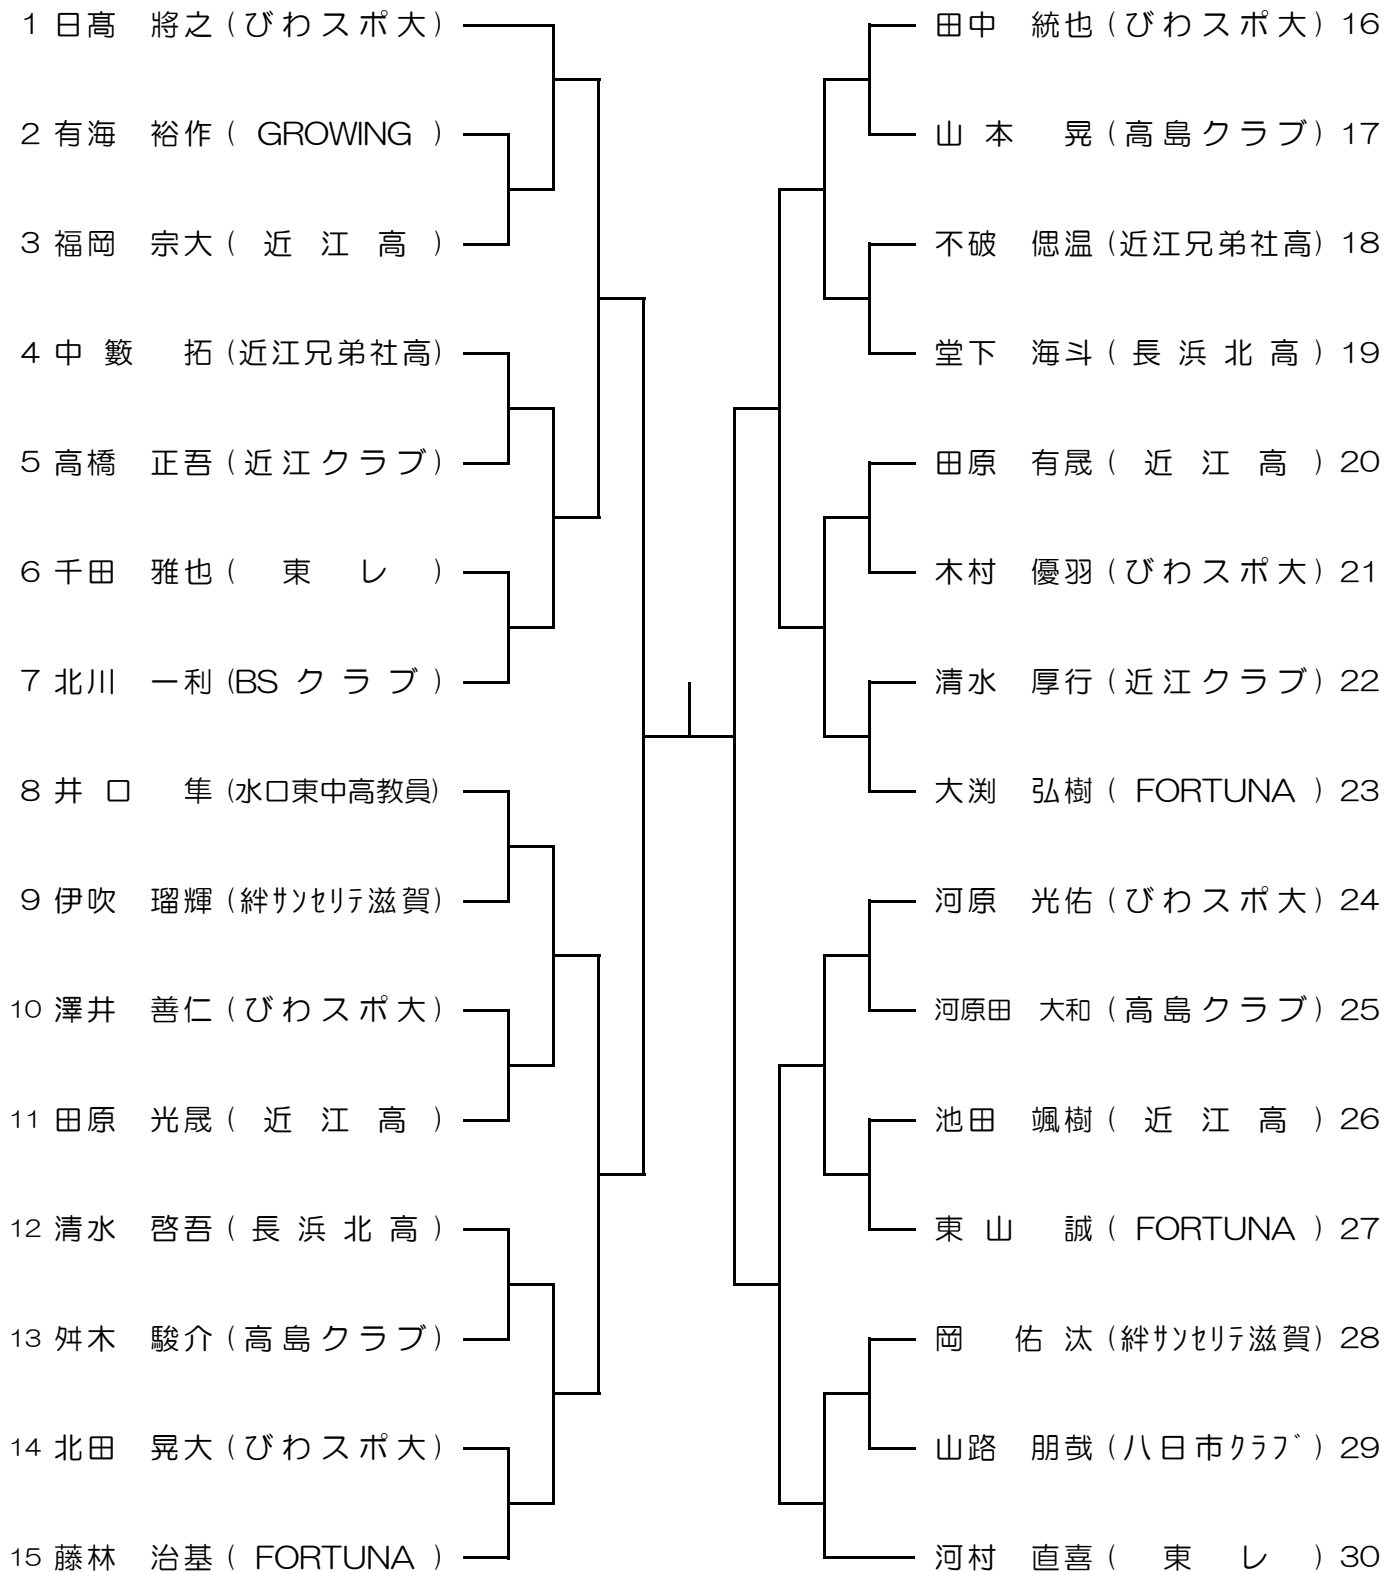 1 日髙 將之 (びわスポ大)
2 有海 裕作 ( GROWING )
3 福岡 宗大 ( 近江高 )
4 中籔 拓 (近江兄弟社高)
5 高橋 正吾 (近江クラブ)
6 千田 雅也 ( 東レ )
7 北川 一利 (BSクラブ)
8 井口 隼 (水口東中高教員)
9 伊吹 瑠輝 (絆ｻﾝｾﾘﾃ滋賀)
10 澤井 善仁 (びわスポ大)
11 田原 光晟 ( 近江高 )
12 清水 啓吾 (長浜北高)
13 舛木 駿介 (高島クラブ)
14 北田 晃大 (びわスポ大)
15 藤林 治基 ( FORTUNA )
田中 統也 (びわスポ大) 16
山本 晃 (高島クラブ) 17
不破 偲温 (近江兄弟社高) 18
堂下 海斗 (長浜北高) 19
田原 有晟 ( 近江高 ) 20
木村 優羽 (びわスポ大) 21
清水 厚行 (近江クラブ) 22
大渕 弘樹 ( FORTUNA ) 23
河原 光佑 (びわスポ大) 24
河原田 大和 (高島クラブ) 25
池田 颯樹 ( 近江高 ) 26
東山 誠 ( FORTUNA ) 27
岡 佑汰 (絆ｻﾝｾﾘﾃ滋賀) 28
山路 朋哉 (八日市ｸﾗﾌﾞ) 29
河村 直喜 ( 東レ ) 30